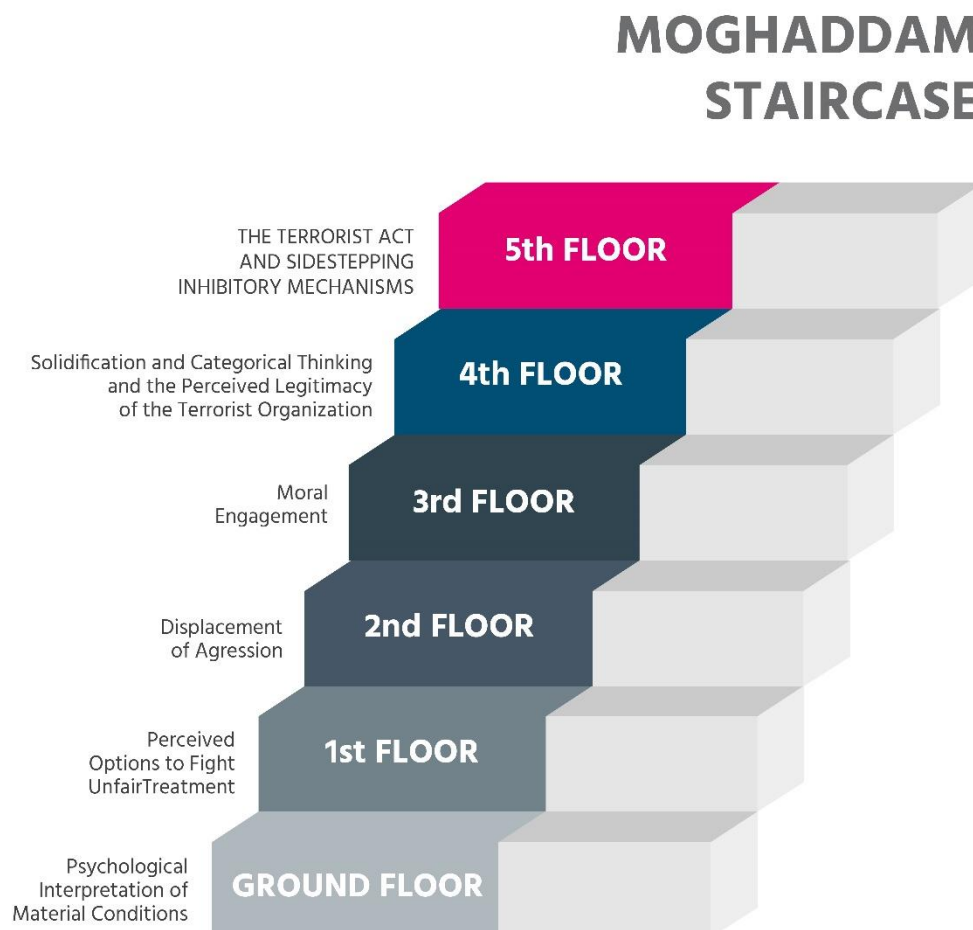 MOGHADDAM
STAIRCASE
THE TERRORIST ACT
AND SIDESTEPPING
INHIBITORY MECHANISMS
5th FLOOR
Solidification and Categorical Thinking
and the Perceived Legitimacy
of the Terrorist Organization
4th FLOOR
Moral
Engagement
3rd FLOOR
Displacement
of Agression
2nd FLOOR
Perceived
Options to Fight
UnfairTreatment
1st FLOOR
Psychological
Interpretation of
Material Conditions
GROUND FLOOR